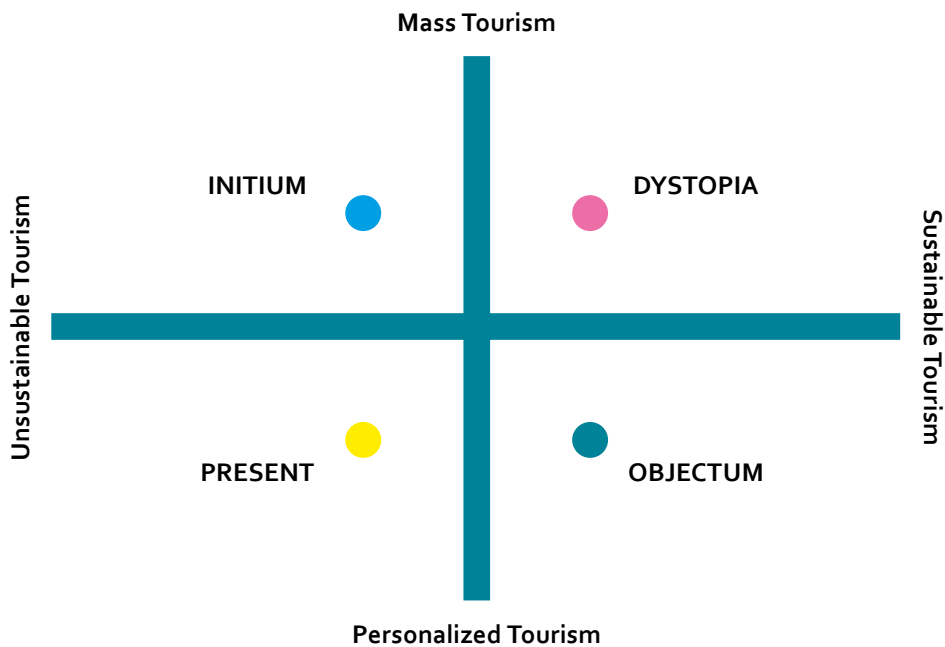 Mass Tourism
INITIUM
DYSTOPIA
Unsustainable Tourism
Sustainable Tourism
PRESENT
OBJECTUM
Personalized Tourism